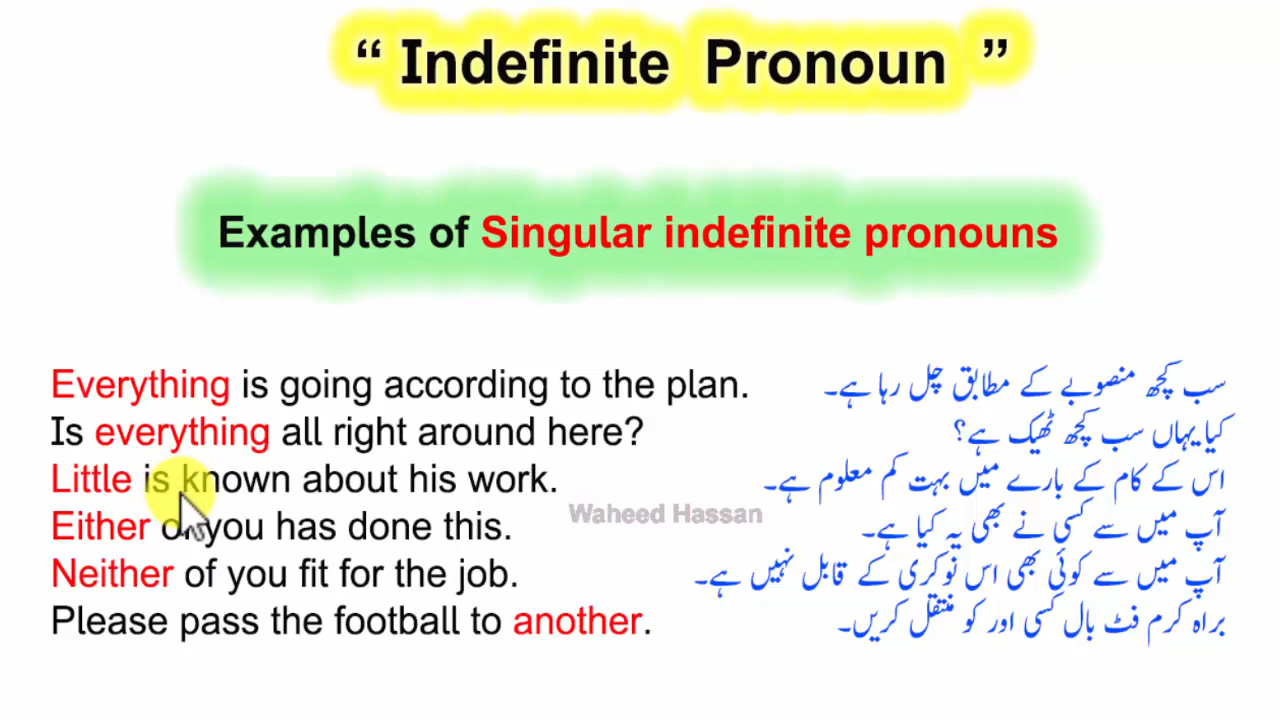 “ Indefinite Pronoun ”
Examples of Singular indefinite pronouns
Everything is going according to the plan. سب کچھ منصوبے کے مطابق چل رہا ہے۔
Is everything all right around here? کیا یہاں سب کچھ ٹھیک ہے؟
Little is known about his work. اس کے کام کے بارے میں بہت کم معلوم ہے۔
Waheed Hassan
Either of you has done this. آپ میں سے کسی نے بھی یہ کیا ہے۔
Neither of you fit for the job. آپ میں سے کوئی بھی اس نوکری کے قابل نہیں ہے۔
Please pass the football to another. براہ کرم فٹ بال کسی اور کو منتقل کریں۔